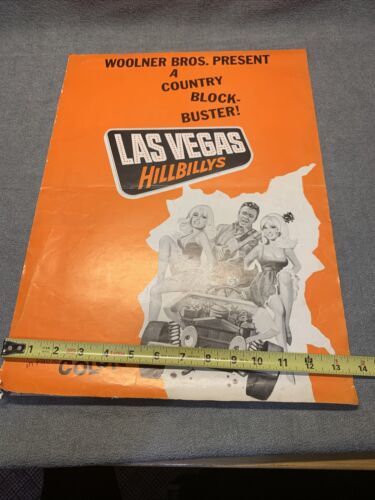 WOOLNER BROS. PRESENT
A
COUNTRY
BLOCK-
BUSTER!
LAS VEGAS
HILLBILLYS
1 2 3 4 5 6 7 8 9 10 11 12 13 14